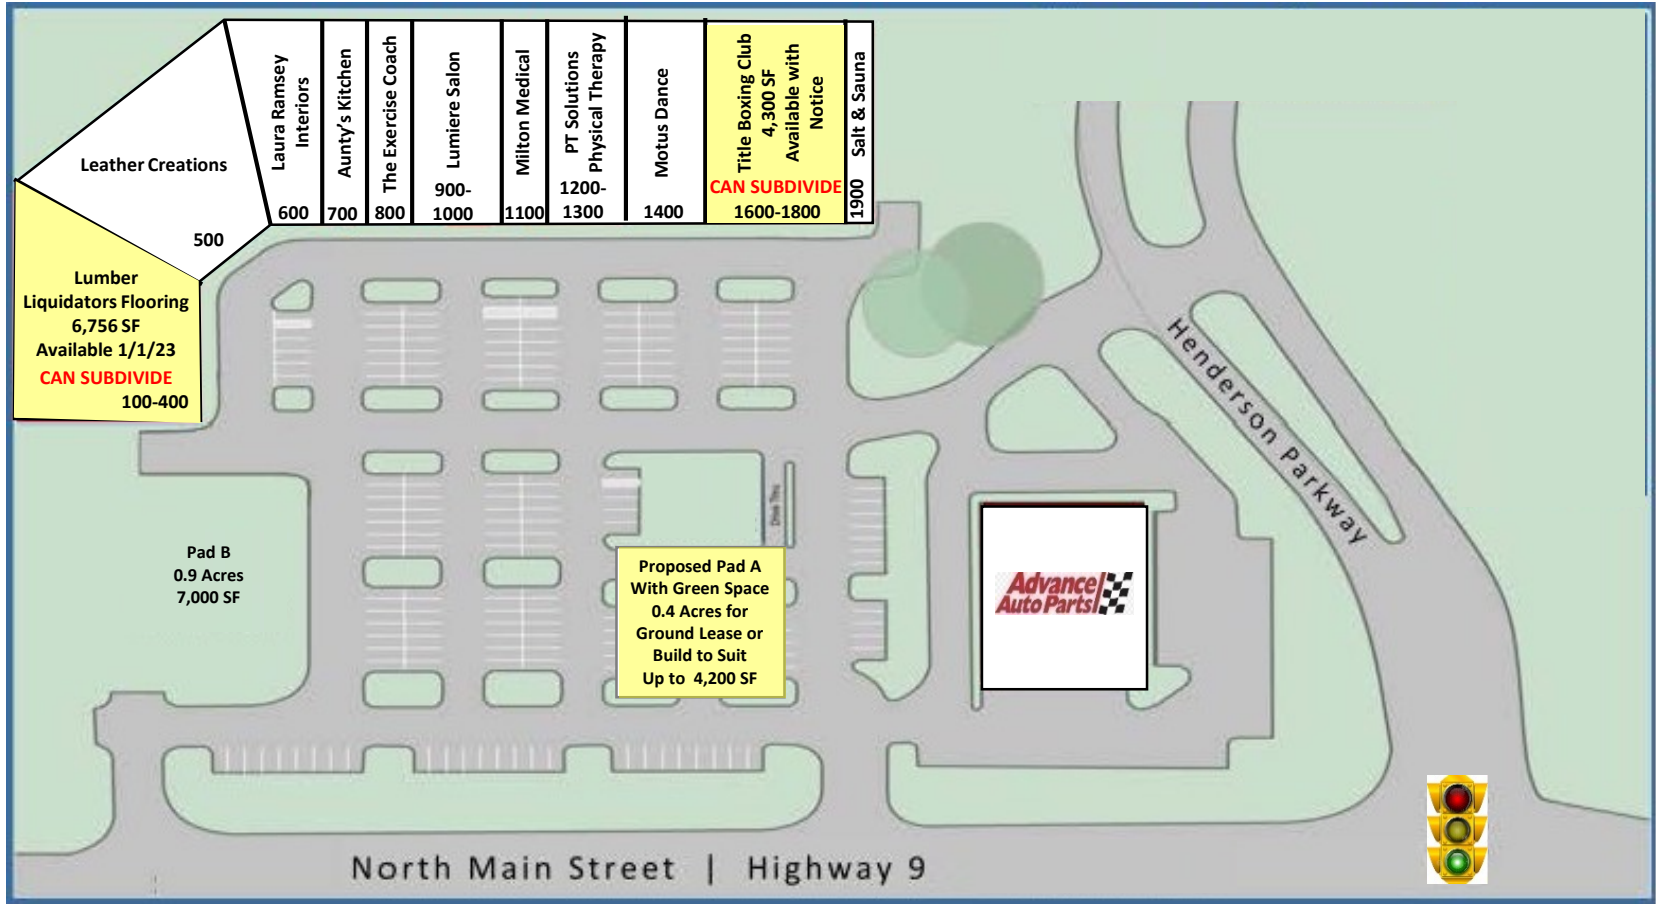 Laura Ramsey
Interiors
600
Aunty's Kitchen
700
The Exercise Coach
800
Lumiere Salon
900-
1000
Milton Medical
1100
PT Solutions
Physical Therapy
1200-
1300
Motus Dance
1400
Title Boxing Club
4,300 SF
Available with
Notice
CAN SUBDIVIDE
1600-1800
Salt & Sauna
1900
Leather Creations
500
Lumber
Liquidators Flooring
6,756 SF
Available 1/1/23
CAN SUBDIVIDE
100-400
Henderson Parkway
Drive Thru
Pad B
0.9 Acres
7,000 SF
Proposed Pad A
With Green Space
0.4 Acres for
Ground Lease or
Build to Suit
Up to 4,200 SF
Advance
Auto Parts
North Main Street | Highway 9